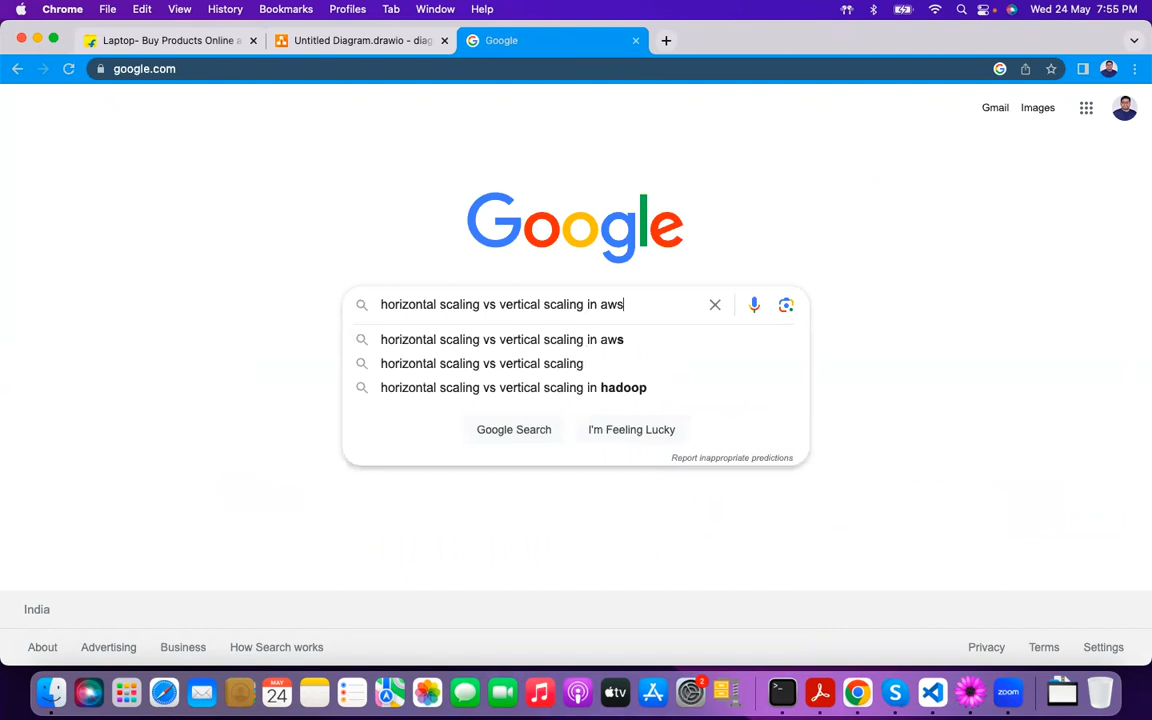 Chrome File Edit View History Bookmarks Profiles Tab Window Help Wed 24 May 7:55 PM
Laptop- Buy Products Online a Untitled Diagram.drawio - diag Google
google.com
Gmail Images
Google
horizontal scaling vs vertical scaling in aws
horizontal scaling vs vertical scaling in aws
horizontal scaling vs vertical scaling
horizontal scaling vs vertical scaling in hadoop
Google Search I'm Feeling Lucky
Report inappropriate predictions
India
About Advertising Business How Search works Privacy Terms Settings
MAY
24
tv
2
zoom